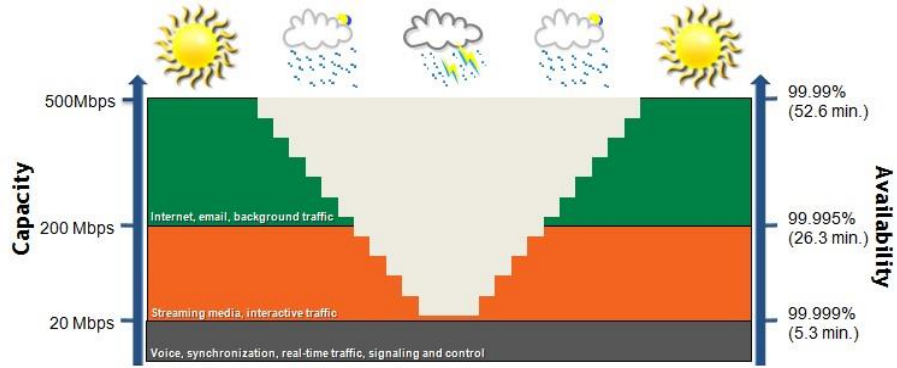 500Mbps
99.99%
(52.6 min.)
Capacity
Availability
Internet, email, background traffic
200 Mbps
99.995%
(26.3 min.)
Streaming media, interactive traffic
20 Mbps
99.999%
(5.3 min.)
Voice, synchronization, real-time traffic, signaling and control